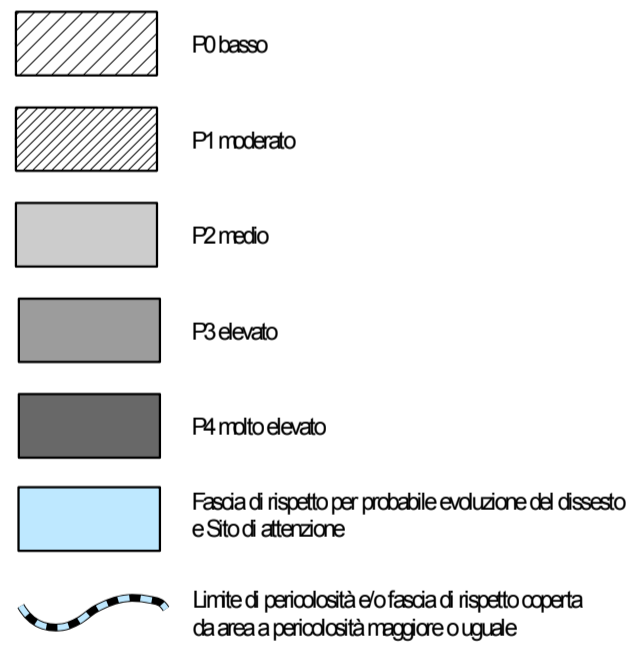 P0 basso
P1 moderato
P2 medio
P3 elevato
P4 molto elevato
Fascia di rispetto per probabile evoluzione del dissesto
e Sito di attenzione
Limite di pericolosità e/o fascia di rispetto coperta
da area a pericolosità maggiore o uguale